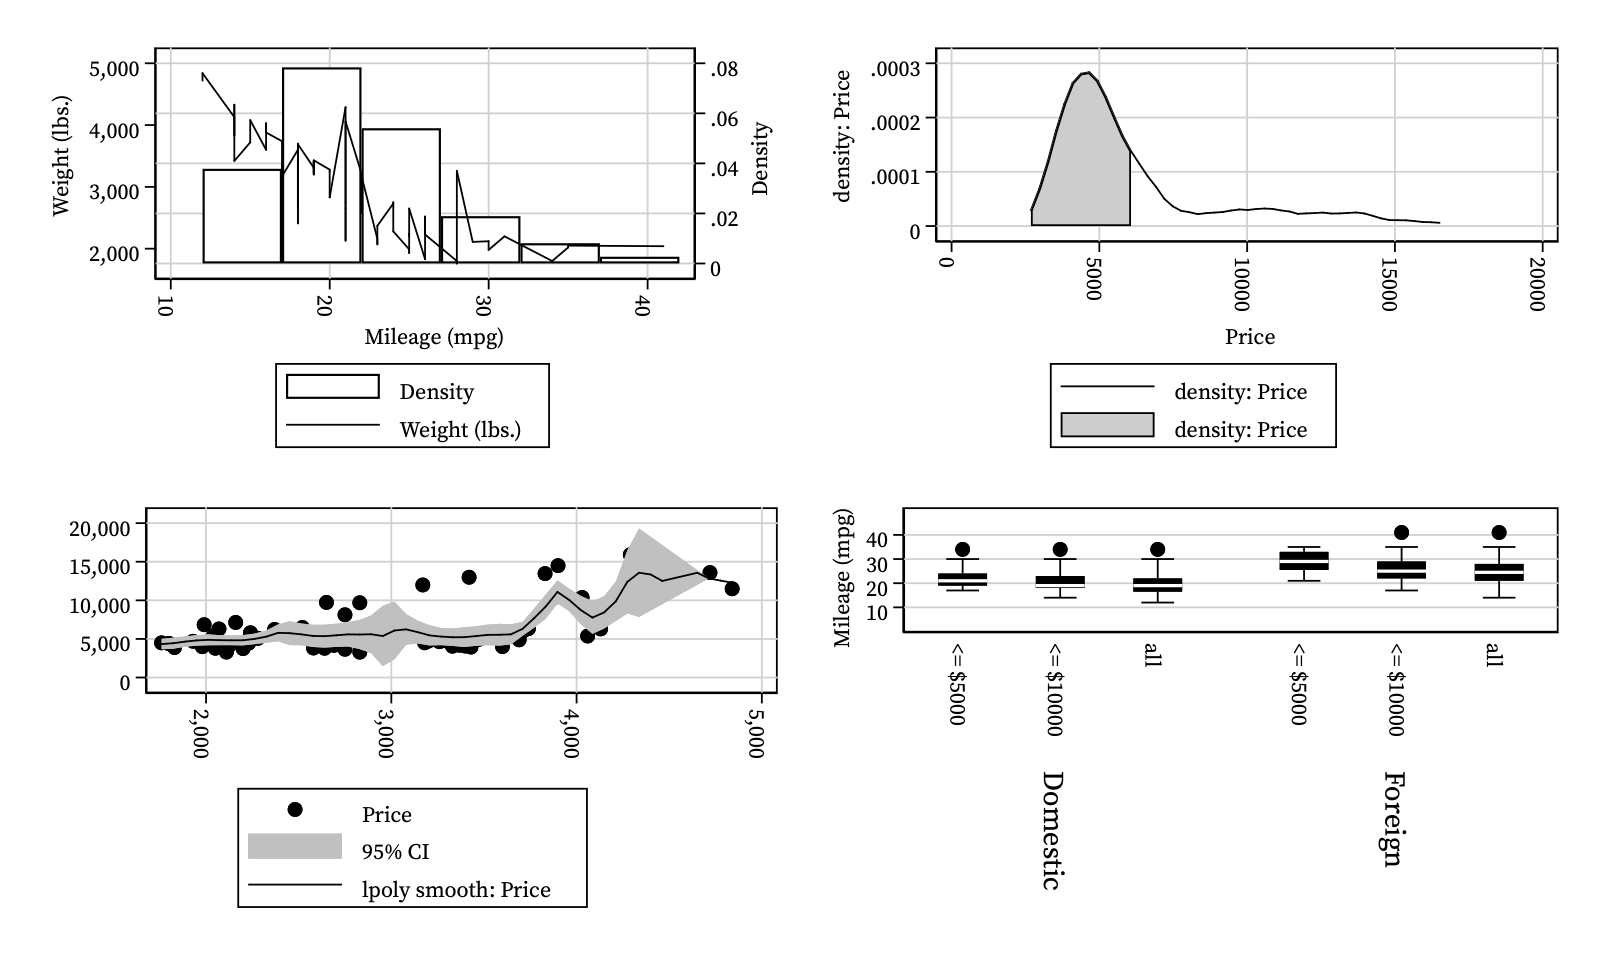 5,000
4,000
3,000
2,000
Weight (lbs.)
.08
.06
.04
.02
0
Density
10
20
30
40
Mileage (mpg)
Density
Weight (lbs.)
.0003
.0002
.0001
0
density: Price
0
5000
10000
15000
20000
Price
density: Price
density: Price
20,000
15,000
10,000
5,000
0
2,000
3,000
4,000
5,000
Price
95% CI
lpoly smooth: Price
Mileage (mpg)
40
30
20
10
<=$5000
<=$10000
all
<=$5000
<=$10000
all
Domestic
Foreign